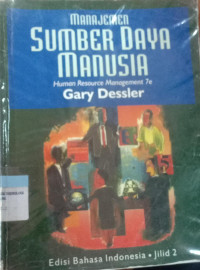 MANAJEMEN
SUMBER DAYA
MANUSIA
Human Resource Management 7e
Gary Dessler
Edisi Bahasa Indonesia • Jilid 2